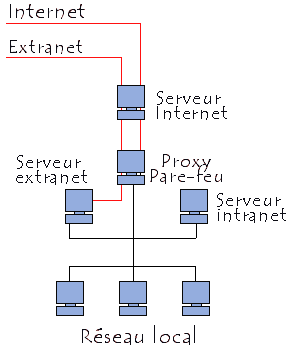 Internet
Extranet
Serveur
Internet
Proxy
Pare-feu
Serveur
extranet
Serveur
intranet
Réseau local